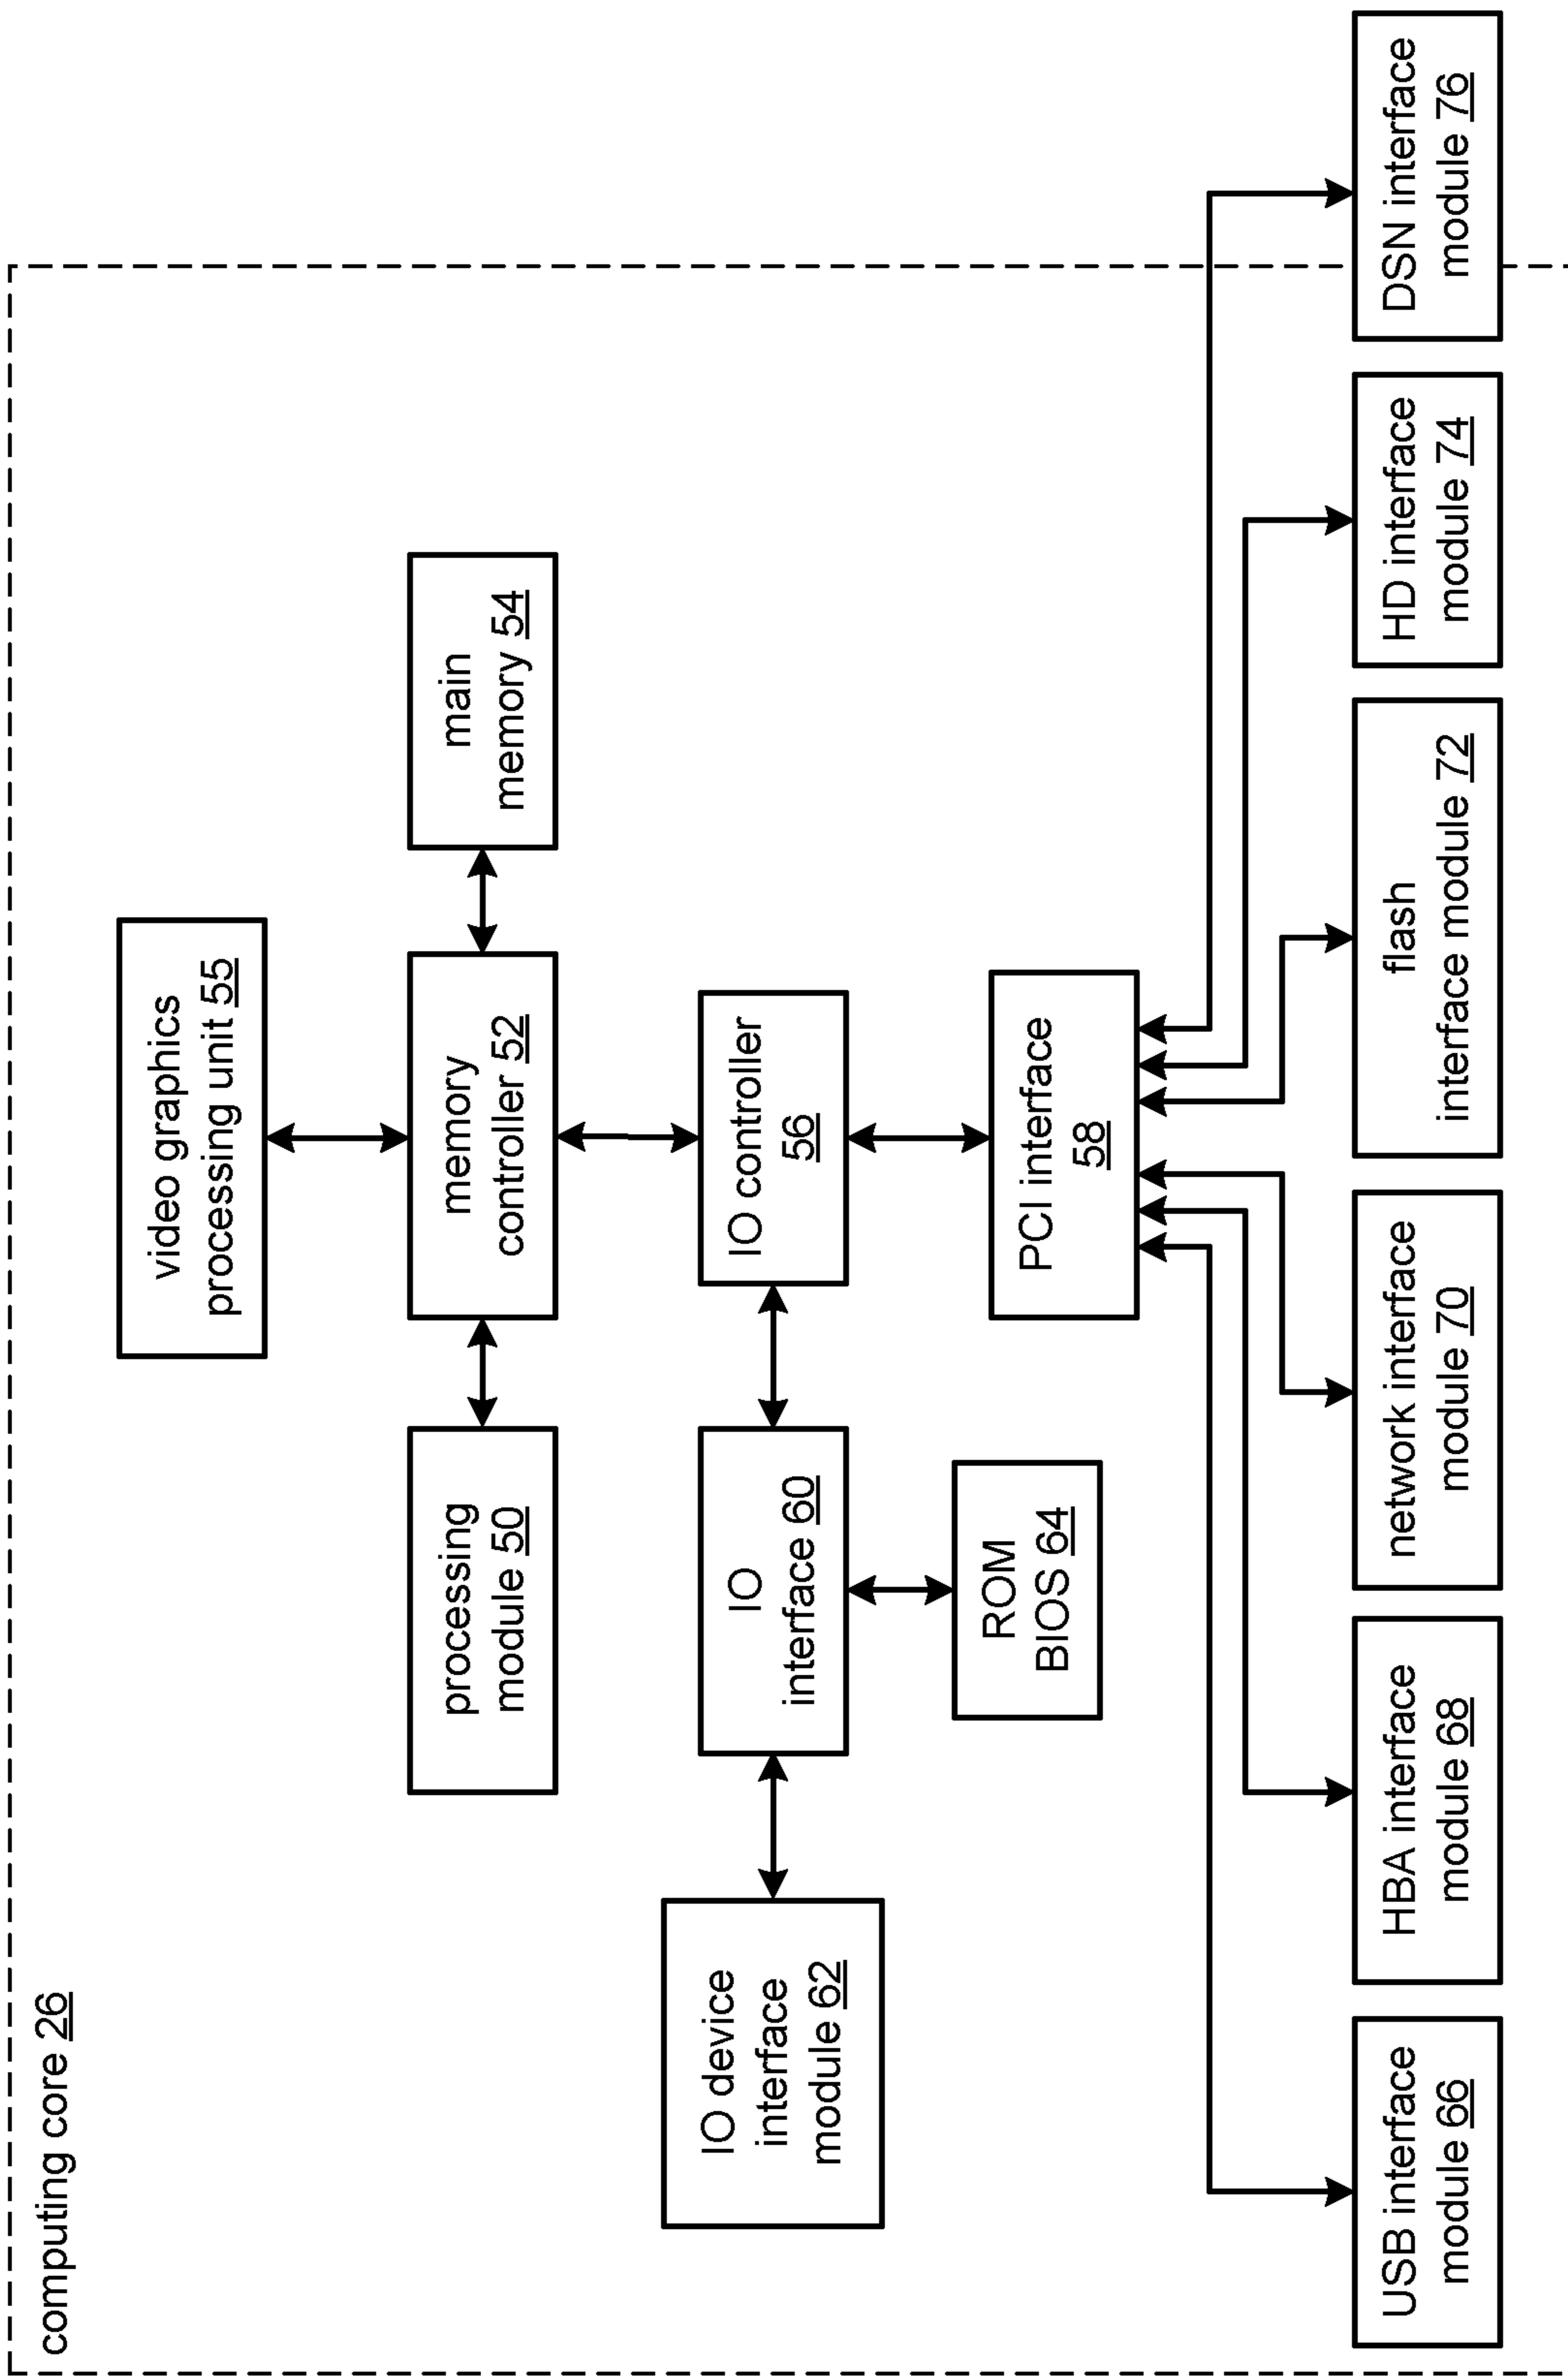 computing core 26
video graphics
processing unit 55
processing
module 50
memory
controller 52
main
memory 54
IO device
interface
module 62
IO
interface 60
IO controller
56
ROM
BIOS 64
PCI interface
58
USB interface
module 66
HBA interface
module 68
network interface
module 70
flash
interface module 72
HD interface
module 74
DSN interface
module 76